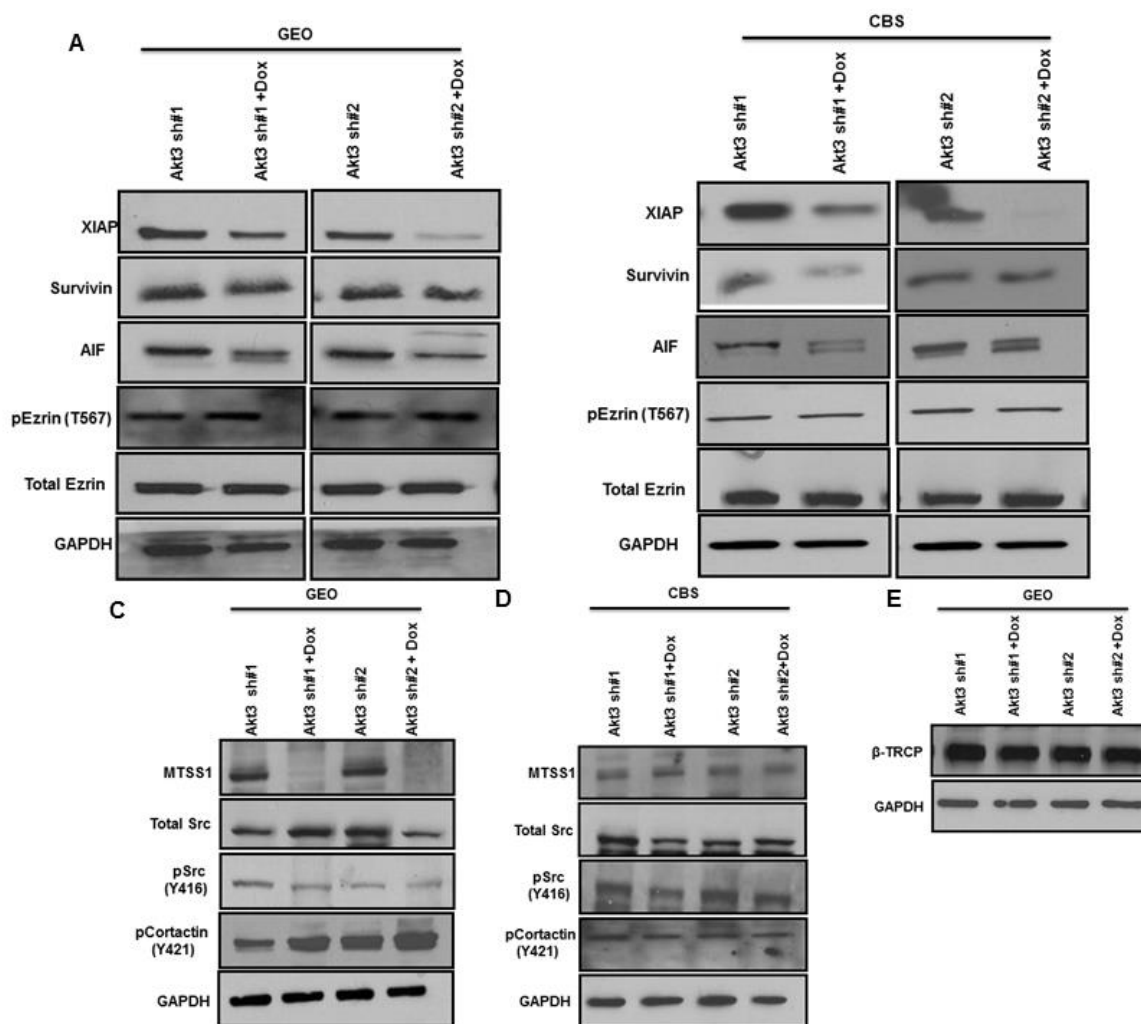 A
GEO
Akt3 sh#1
Akt3 sh#1 +Dox
Akt3 sh#2
Akt3 sh#2 +Dox
XIAP
Survivin
AIF
pEzrin (T567)
Total Ezrin
GAPDH
CBS
Akt3 sh#1
Akt3 sh#1 +Dox
Akt3 sh#2
Akt3 sh#2 +Dox
XIAP
Survivin
AIF
pEzrin (T567)
Total Ezrin
GAPDH
C
GEO
Akt3 sh#1
Akt3 sh#1 +Dox
Akt3 sh#2
Akt3 sh#2 + Dox
MTSS1
Total Src
pSrc
(Y416)
pCortactin
(Y421)
GAPDH
D
CBS
Akt3 sh#1
Akt3 sh#1+Dox
Akt3 sh#2
Akt3 sh#2+Dox
MTSS1
Total Src
pSrc
(Y416)
pCortactin
(Y421)
GAPDH
E
GEO
Akt3 sh#1
Akt3 sh#1 +Dox
Akt3 sh#2
Akt3 sh#2 +Dox
β-TRCP
GAPDH